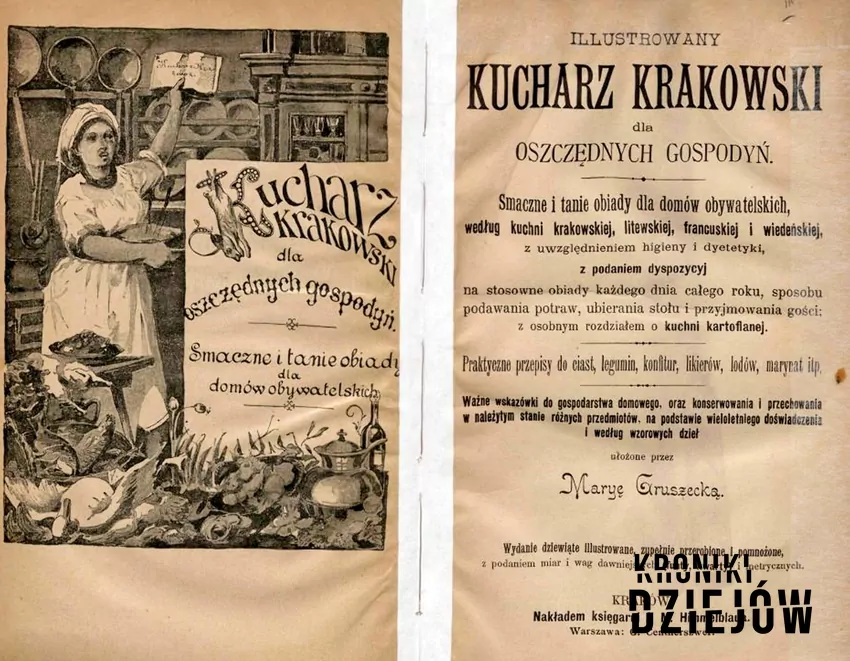 Kucharz
Krakowski
dla
oszczędnych gospodyń.
Smaczne i tanie obiady
dla
domów obywatelskich
ILLUSTROWANY
KUCHARZ KRAKOWSKI
dla
OSZCZĘDNYCH GOSPODYŃ.
Smaczne i tanie obiady dla domów obywatelskich,
według kuchni krakowskiej, litewskiej, francuskiej i wiedeńskiej,
z uwzględnieniem higieny i dyetetyki,
z podaniem dyspozycyj
na stosowne obiady każdego dnia całego roku, sposobu
podawania potraw, ubierania stołu i przyjmowania gości;
z osobnym rozdziałem o kuchni kartoflanej.
Praktyczne przepisy do ciast, legumin, konfitur, likierów, lodów, marynat itp.
Ważne wskazówki do gospodarstwa domowego, oraz konserwowania i przechowania
w należytym stanie różnych przedmiotów, na podstawie wieloletniego doświadczenia
i według wzorowych dzieł
ułożone przez
Maryę Gruszecką.
Wydanie dziewiąte illustrowane, zupełnie przerobione i pomnożone,
z podaniem miar i wag i metrycznych.
KRONIKI
DZIEJÓW
Nakładem Himmelblaua.
Warszawa: